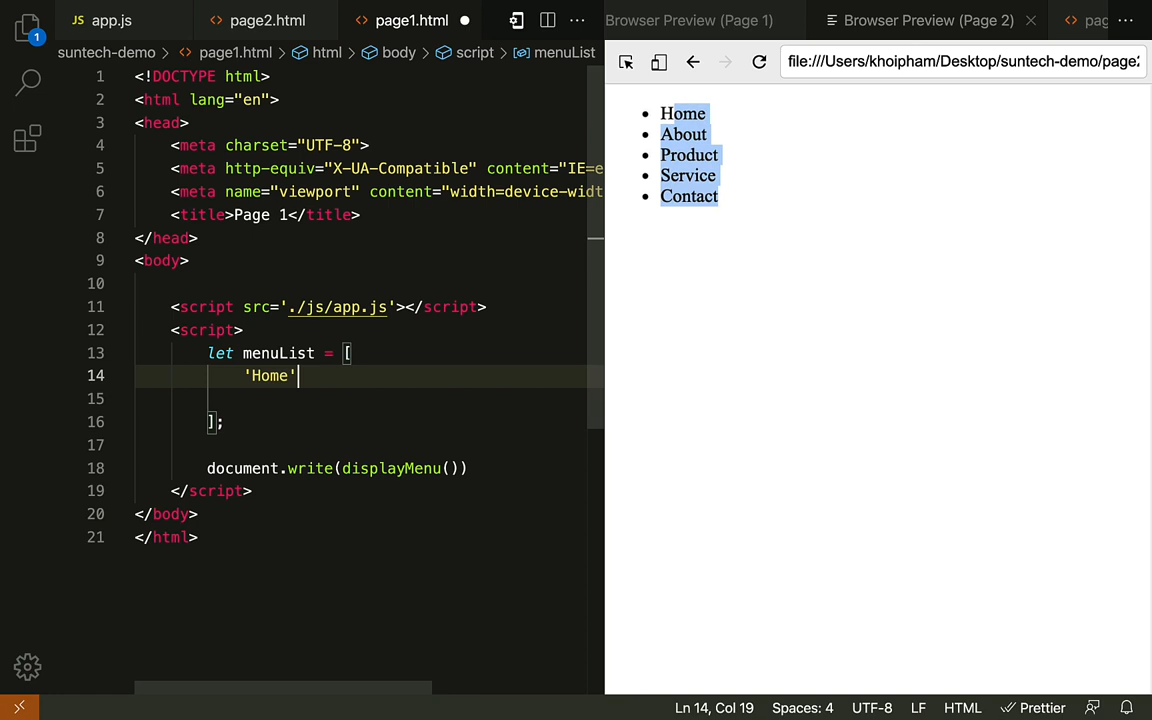 JS app.js
<> page2.html
<> page1.html
Browser Preview (Page 1)
Browser Preview (Page 2)
<> pag
suntech-demo > <> page1.html > html > body > script > menuList
file:///Users/khoipham/Desktop/suntech-demo/page2
1
1 <!DOCTYPE html>
2 <html lang="en">
3 <head>
4 <meta charset="UTF-8">
5 <meta http-equiv="X-UA-Compatible" content="IE=e
6 <meta name="viewport" content="width=device-widt
7 <title>Page 1</title>
8 </head>
9 <body>
10
11 <script src='./js/app.js'></script>
12 <script>
13 let menuList = [
14 'Home'
15
16 ];
17
18 document.write(displayMenu())
19 </script>
20 </body>
21 </html>
• Home
• About
• Product
• Service
• Contact
Ln 14, Col 19 Spaces: 4 UTF-8 LF HTML Prettier